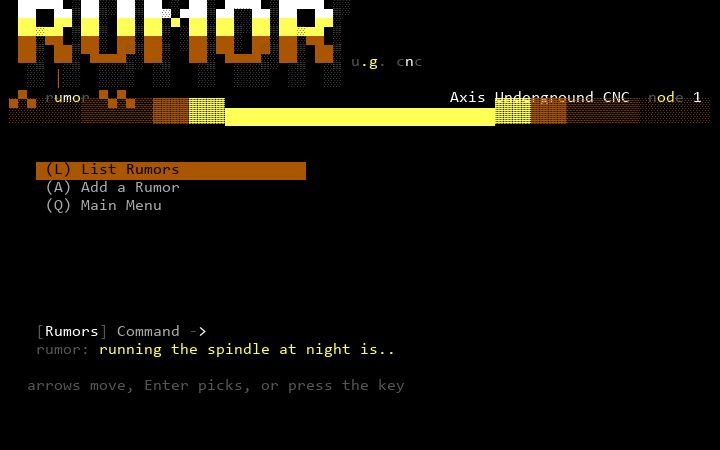 RUMOR
u.g. cnc
rumor Axis Underground CNC node 1
(L) List Rumors
(A) Add a Rumor
(Q) Main Menu
[Rumors] Command ->
rumor: running the spindle at night is..
arrows move, Enter picks, or press the key